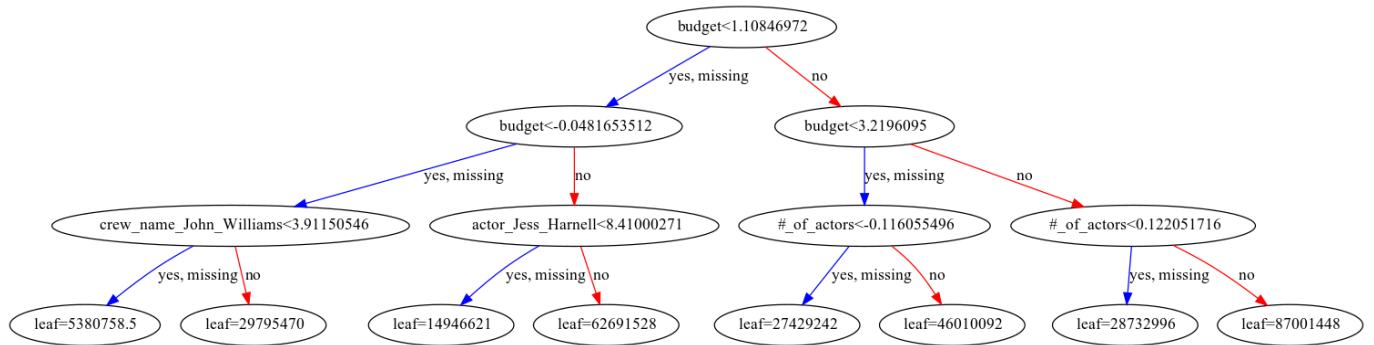 budget<1.10846972
yes, missing
no
budget<-0.0481653512
budget<3.2196095
yes, missing
no
yes, missing
no
crew_name_John_Williams<3.91150546
actor_Jess_Harnell<8.41000271
#_of_actors<-0.116055496
#_of_actors<0.122051716
yes, missing
no
yes, missing
no
yes, missing
no
yes, missing
no
leaf=5380758.5
leaf=29795470
leaf=14946621
leaf=62691528
leaf=27429242
leaf=46010092
leaf=28732996
leaf=87001448